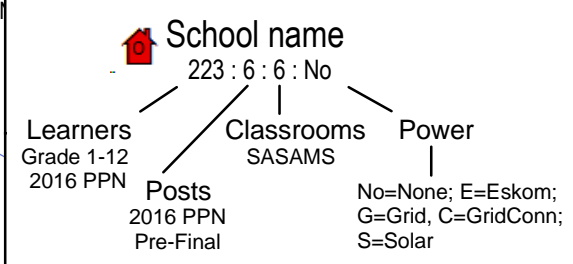 O School name
223 : 6 : 6 : No
Learners
Grade 1-12
2016 PPN
Posts
2016 PPN
Pre-Final
Classrooms
SASAMS
Power
No=None; E=Eskom;
G=Grid, C=GridConn;
S=Solar